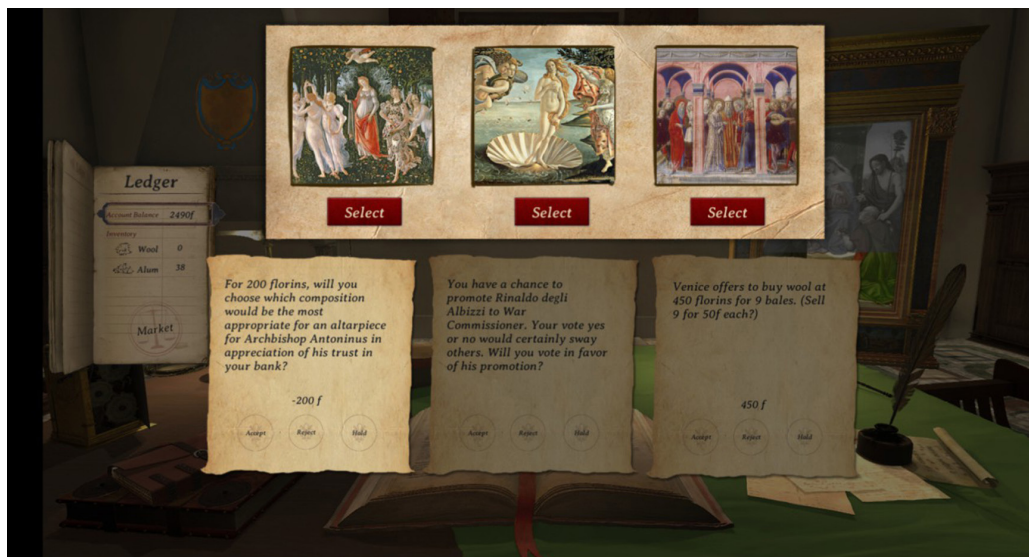 Select
Select
Select
Ledger
Account Balance 2490f
Inventory
Wool 0
Alum 38
Market
For 200 florins, will you
choose which composition
would be the most
appropriate for an altarpiece
for Archbishop Antoninus in
appreciation of his trust in
your bank?
-200 f
Accept Reject Hold
You have a chance to
promote Rinaldo degli
Albizzi to War
Commissioner. Your vote yes
or no would certainly sway
others. Will you vote in favor
of his promotion?
Accept Reject Hold
Venice offers to buy wool at
450 florins for 9 bales. (Sell
9 for 50f each?)
450 f
Accept Reject Hold